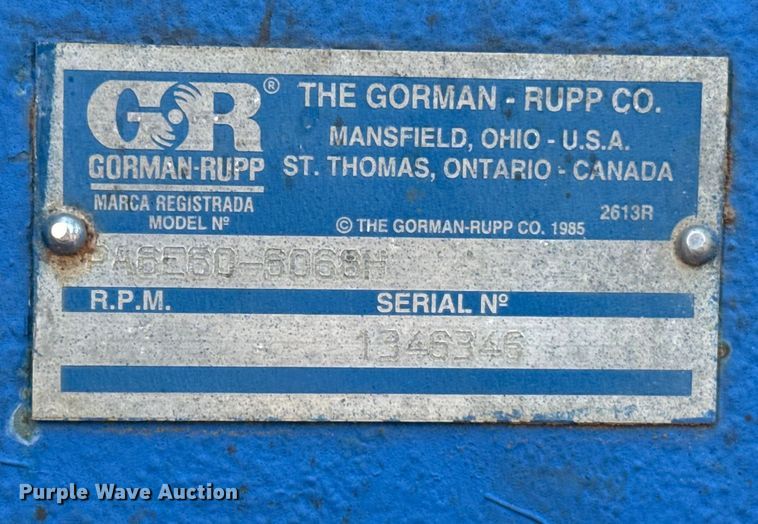 GR® THE GORMAN - RUPP CO.
MANSFIELD, OHIO - U.S.A.
GORMAN-RUPP ST. THOMAS, ONTARIO - CANADA
MARCA REGISTRADA
MODEL Nº © THE GORMAN-RUPP CO. 1985 2613R
PA6E60-6068H
R.P.M. SERIAL Nº
1346346
Purple Wave Auction